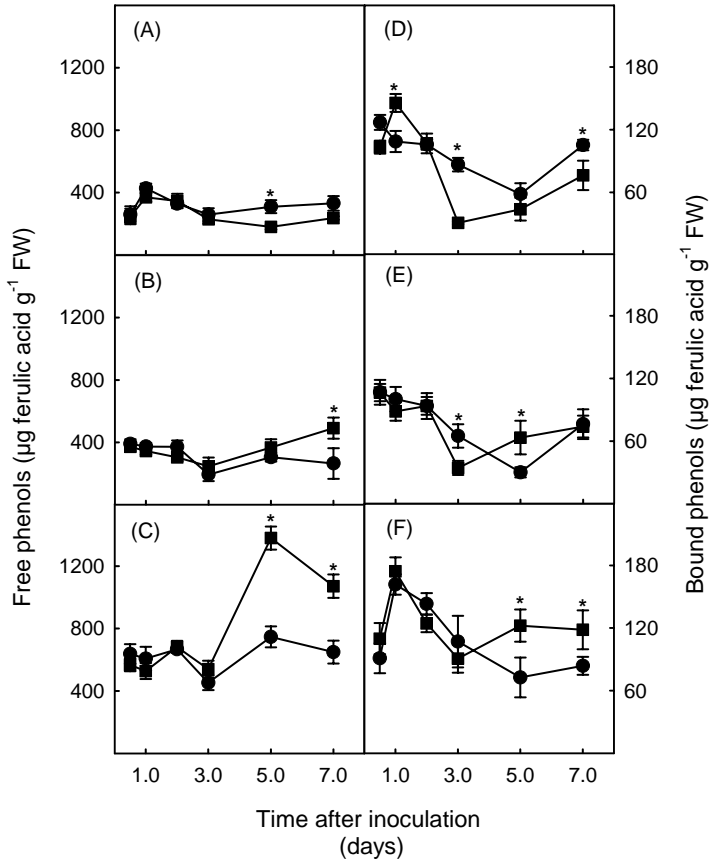 (A)
(D)
1200
800
400
180
120
60
*
*
*
*
(B)
(E)
1200
800
400
180
120
60
*
*
*
(C)
(F)
1200
800
400
180
120
60
*
*
*
*
1.0 3.0 5.0 7.0
1.0 3.0 5.0 7.0
Time after inoculation
(days)
Free phenols (µg ferulic acid g-1 FW)
Bound phenols (µg ferulic acid g-1 FW)